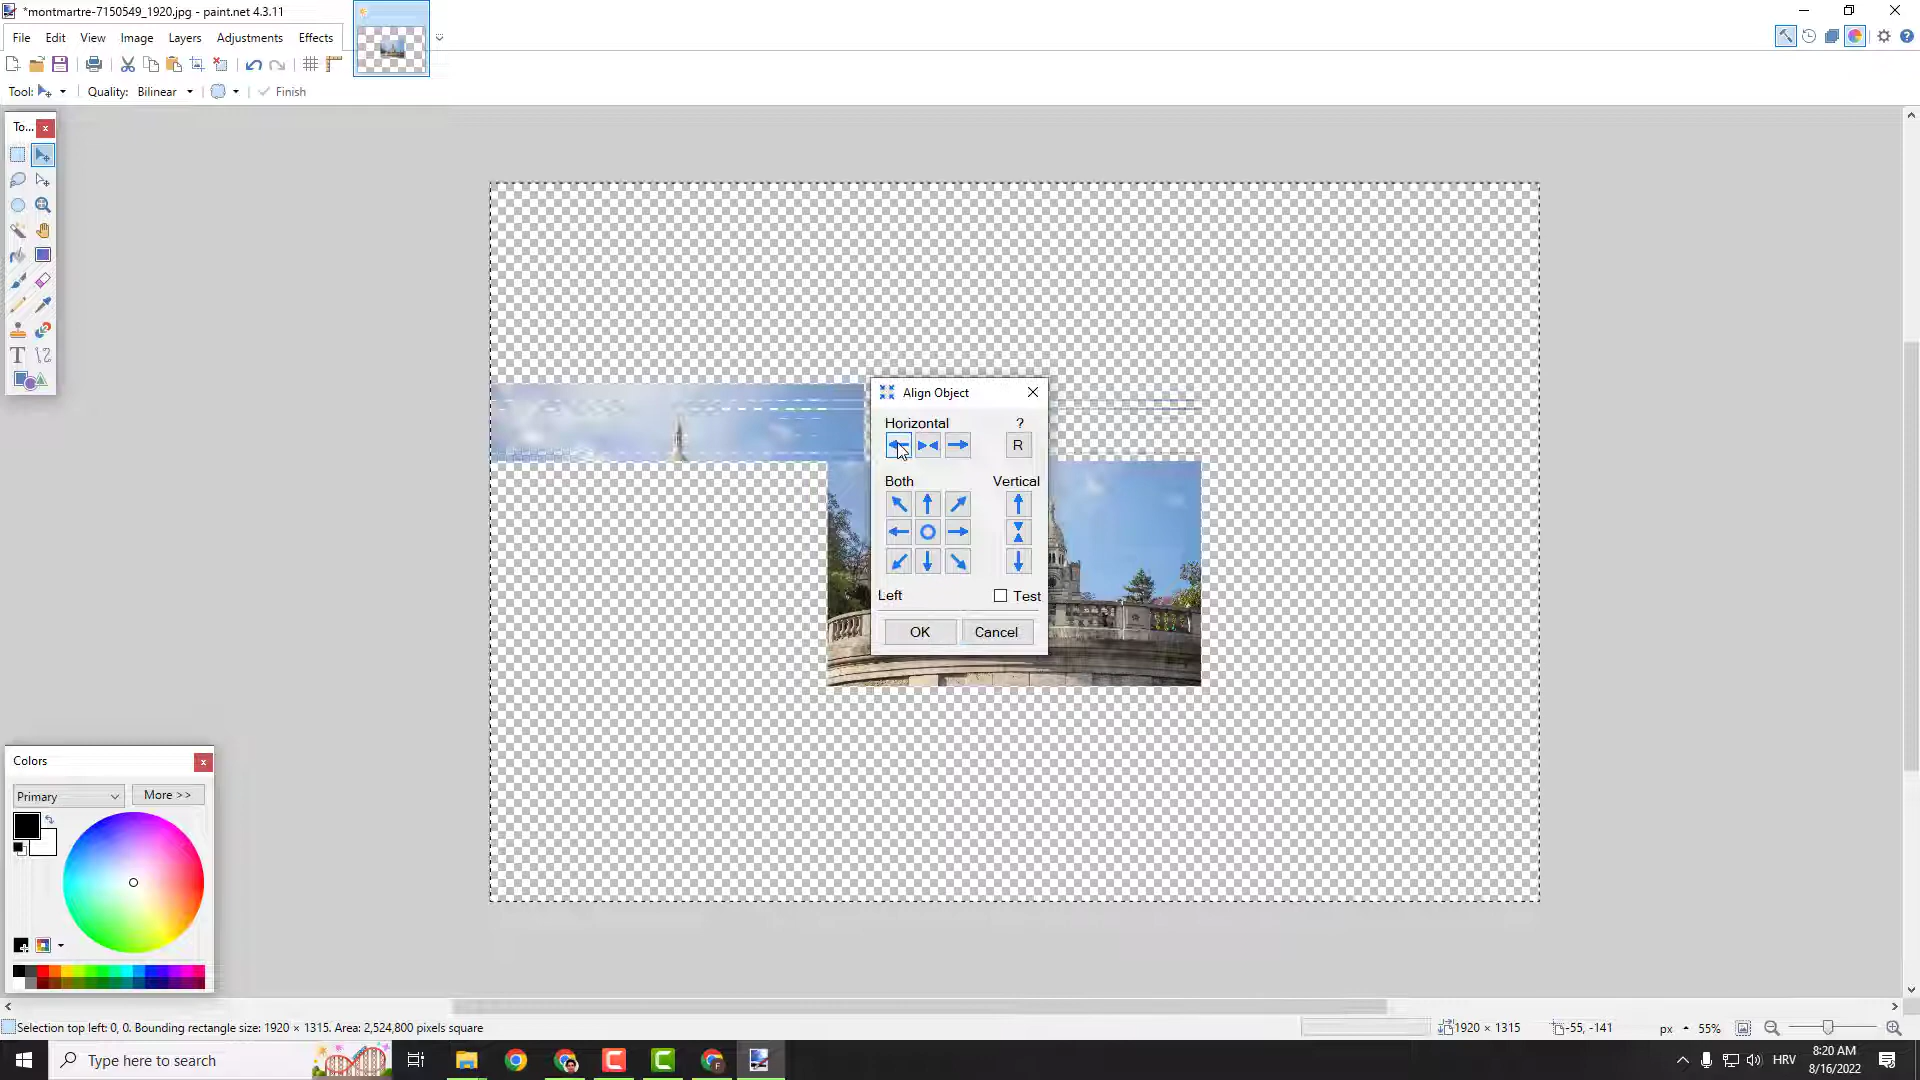 *montmartre-7150549_1920.jpg - paint.net 4.3.11
File Edit View Image Layers Adjustments Effects
Tool: Quality: Bilinear Finish
To...
Align Object
Horizontal ?
R
Both Vertical
Left Test
OK Cancel
Colors
Primary More >>
Selection top left: 0, 0. Bounding rectangle size: 1920 × 1315. Area: 2,524,800 pixels square 1920 × 1315 -55, -141 px 55%
Type here to search
HRV
8:20 AM
8/16/2022